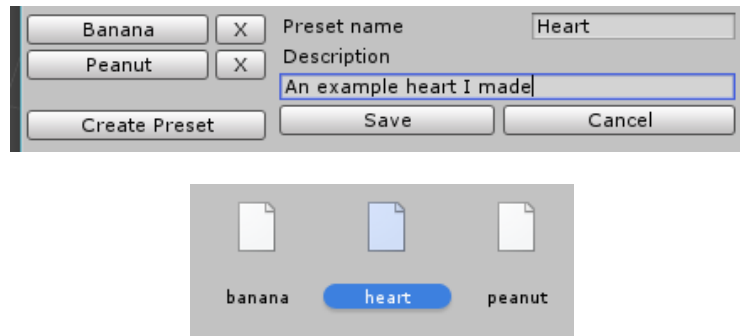 Banana X Preset name Heart
Peanut X Description
An example heart I made
Create Preset Save Cancel
banana heart peanut